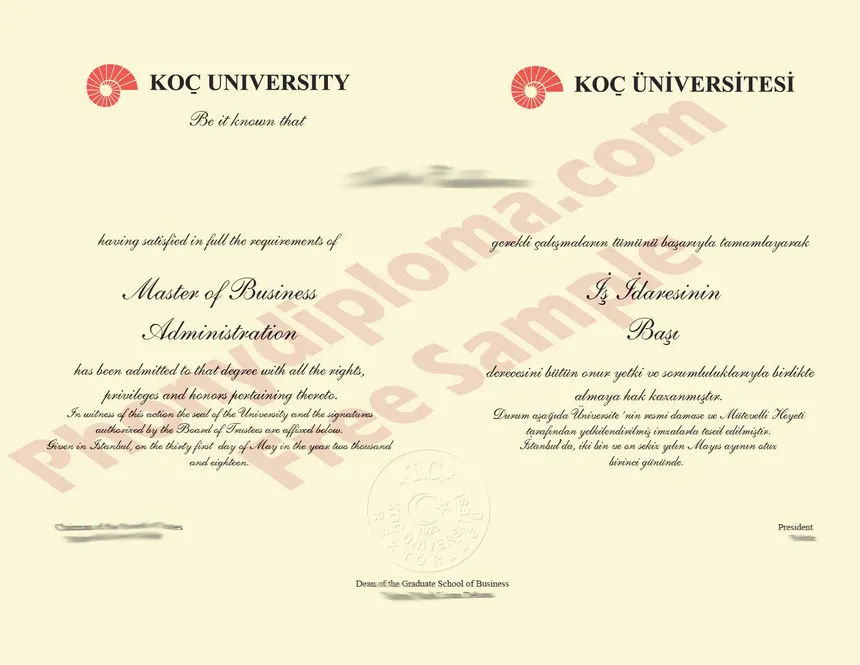 KOÇ UNIVERSITY
Be it known that
having satisfied in full the requirements of
Master of Business
Administration
has been admitted to that degree with all the rights,
privileges and honors pertaining thereto.
In witness of this action the seal of the University and the signatures
authorized by the Board of Trustees are affixed below.
Given in Istanbul, on the thirty first day of May in the year two thousand
and eighteen.
KOÇ ÜNİVERSİTESİ
gerekli çalışmaların tümünü başarıyla tamamlayarak
İş İdaresinin
Başı
derecesini bütün onur yetki ve sorumluluklarıyla birlikte
almaya hak kazanmıştır.
Durum aşağıda Üniversite 'nin resmi damase ve Mütevelli Heyeti
tarafından yetkilendirilmiş imzalarla tescil edilmiştir.
İstanbul da, iki bin ve on sekix yılın Mayıs ayının otux
birinci gününde.
Phonydiploma.com
Free Sample
T.C.
KOÇ ÜNİVERSİTESİ
REKTÖRLÜĞÜ
President
Dean of the Graduate School of Business